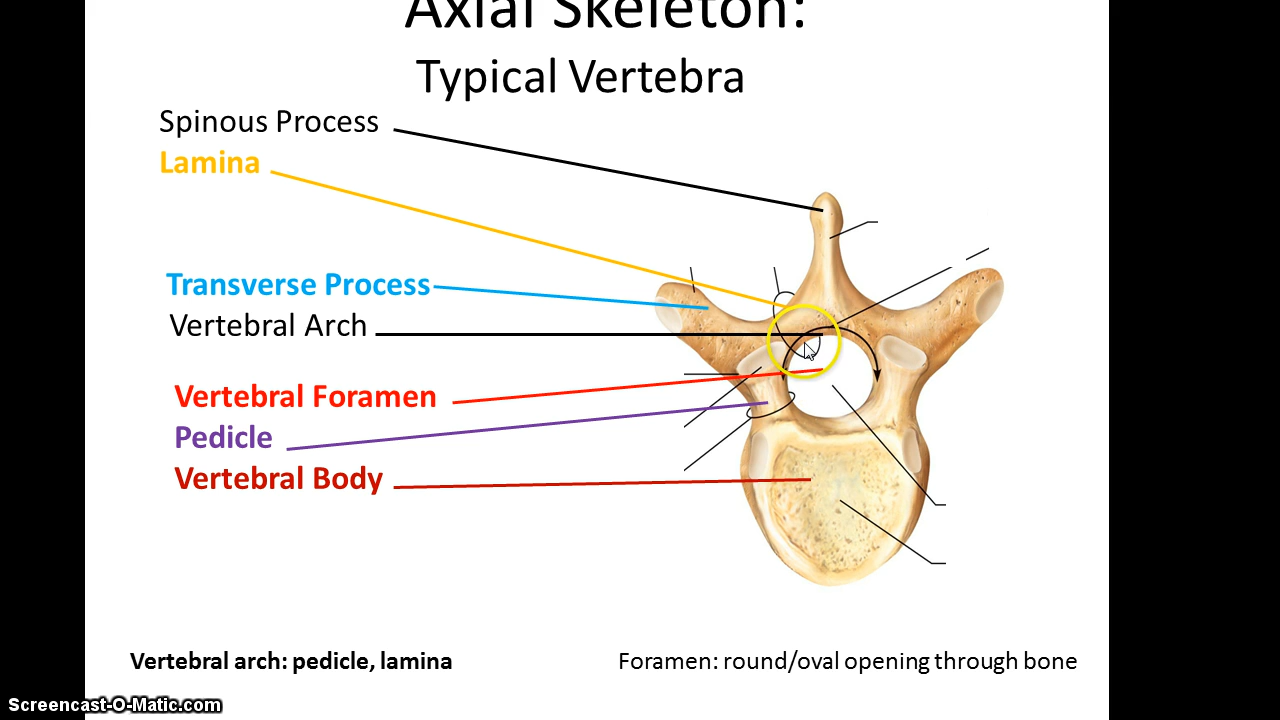 Axial Skeleton:
Typical Vertebra
Spinous Process
Lamina
Transverse Process
Vertebral Arch
Vertebral Foramen
Pedicle
Vertebral Body
Vertebral arch: pedicle, lamina
Foramen: round/oval opening through bone
Screencast-O-Matic.com